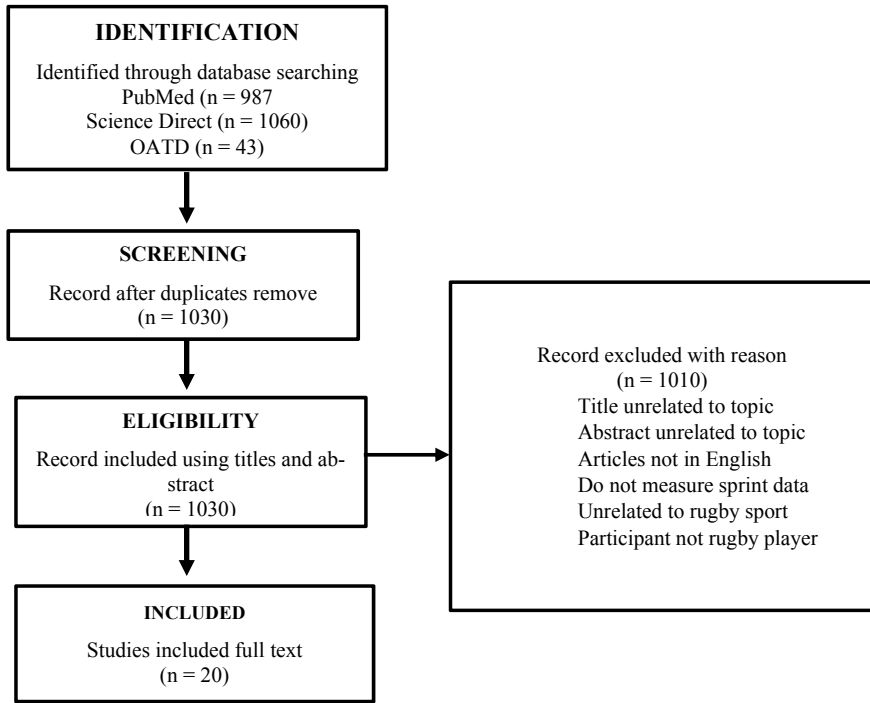 IDENTIFICATION
Identified through database searching
PubMed (n = 987
Science Direct (n = 1060)
OATD (n = 43)
SCREENING
Record after duplicates remove
(n = 1030)
ELIGIBILITY
Record included using titles and ab-
stract
(n = 1030)
Record excluded with reason
(n = 1010)
Title unrelated to topic
Abstract unrelated to topic
Articles not in English
Do not measure sprint data
Unrelated to rugby sport
Participant not rugby player
INCLUDED
Studies included full text
(n = 20)